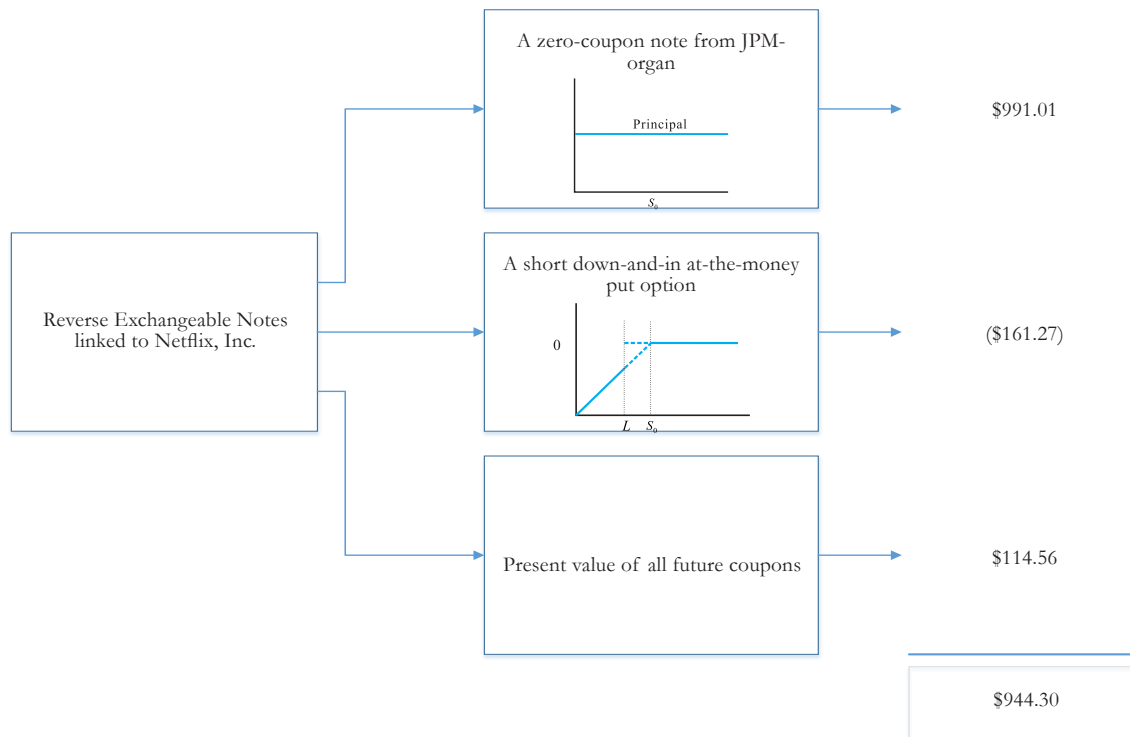 A zero-coupon note from JPM-
organ
Principal
S₀
$991.01
Reverse Exchangeable Notes
linked to Netflix, Inc.
A short down-and-in at-the-money
put option
0
L S₀
($161.27)
Present value of all future coupons
$114.56
$944.30